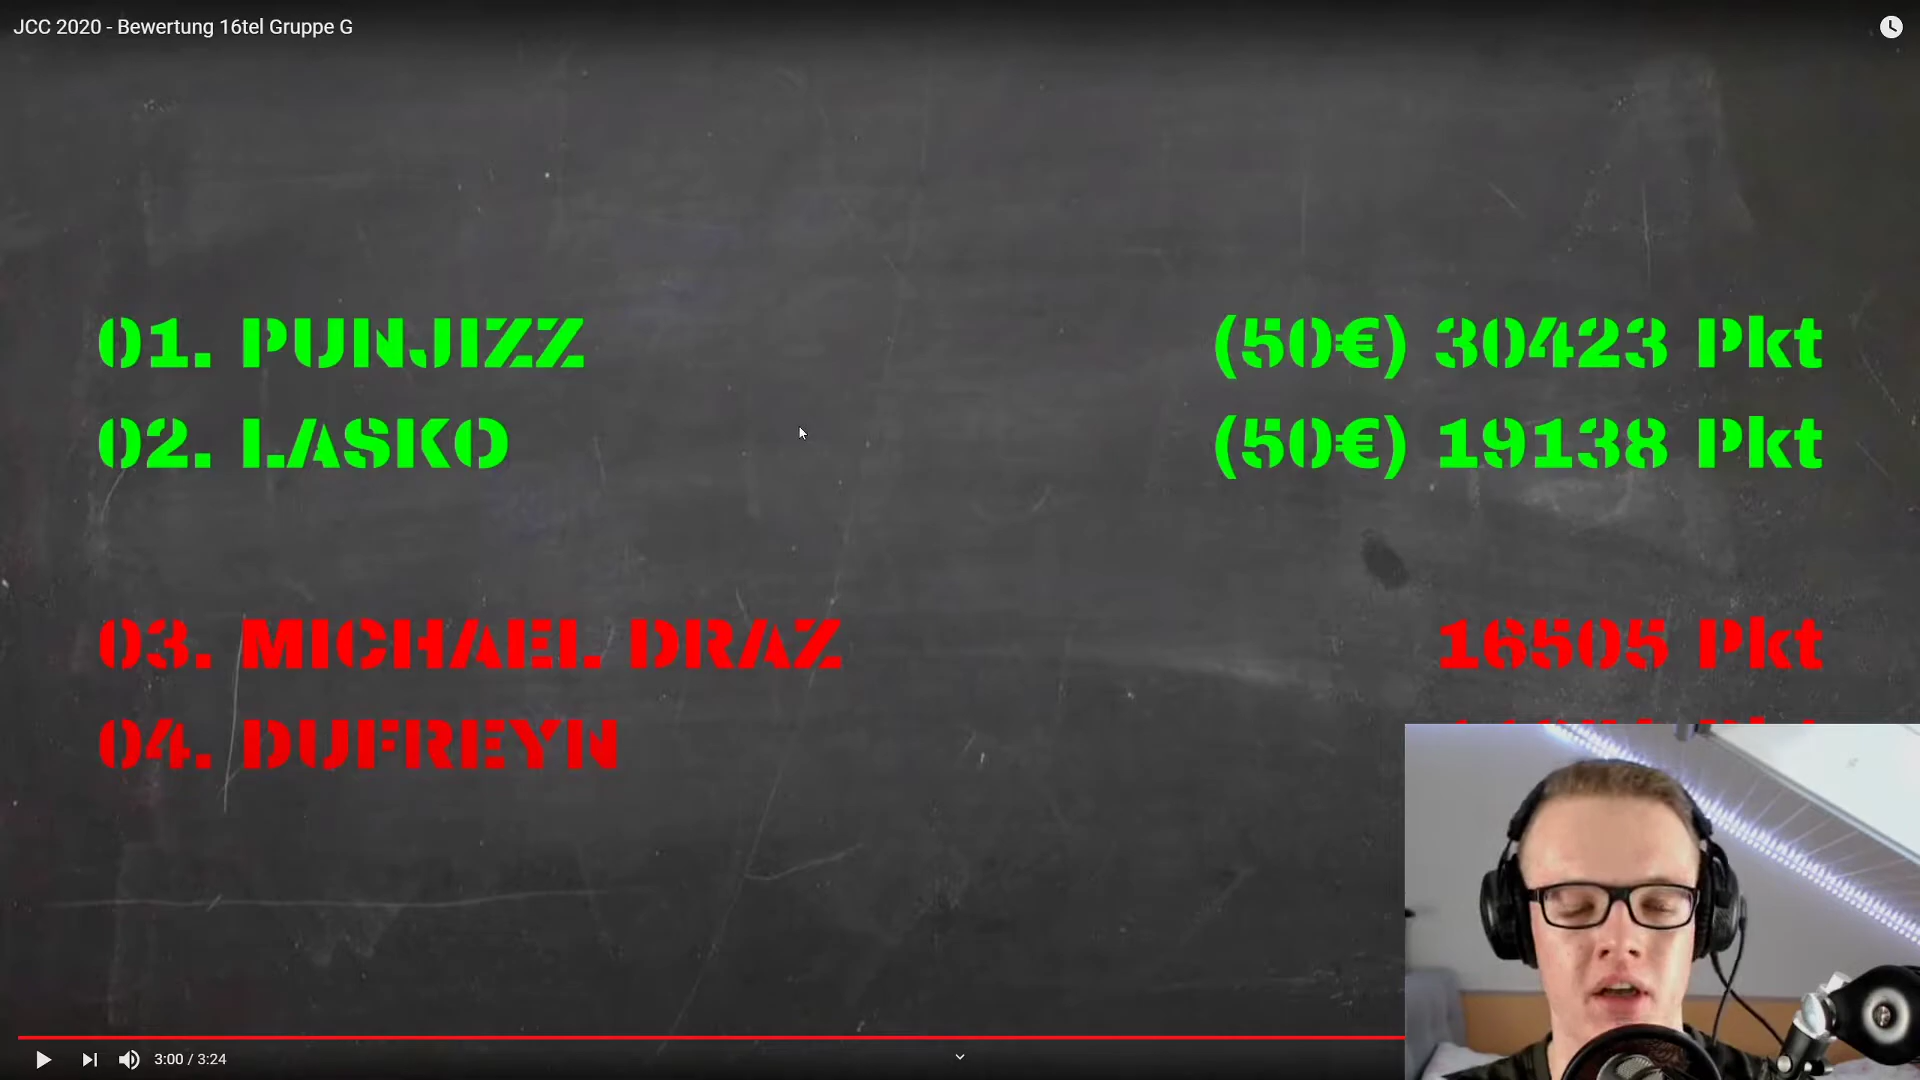 JCC 2020 - Bewertung 16tel Gruppe G
01. PUNJIZZ (50€) 30423 Pkt
02. LASKO (50€) 19138 Pkt
03. MICHAEL DRAZ 16505 Pkt
04. DUFREYN
3:00 / 3:24